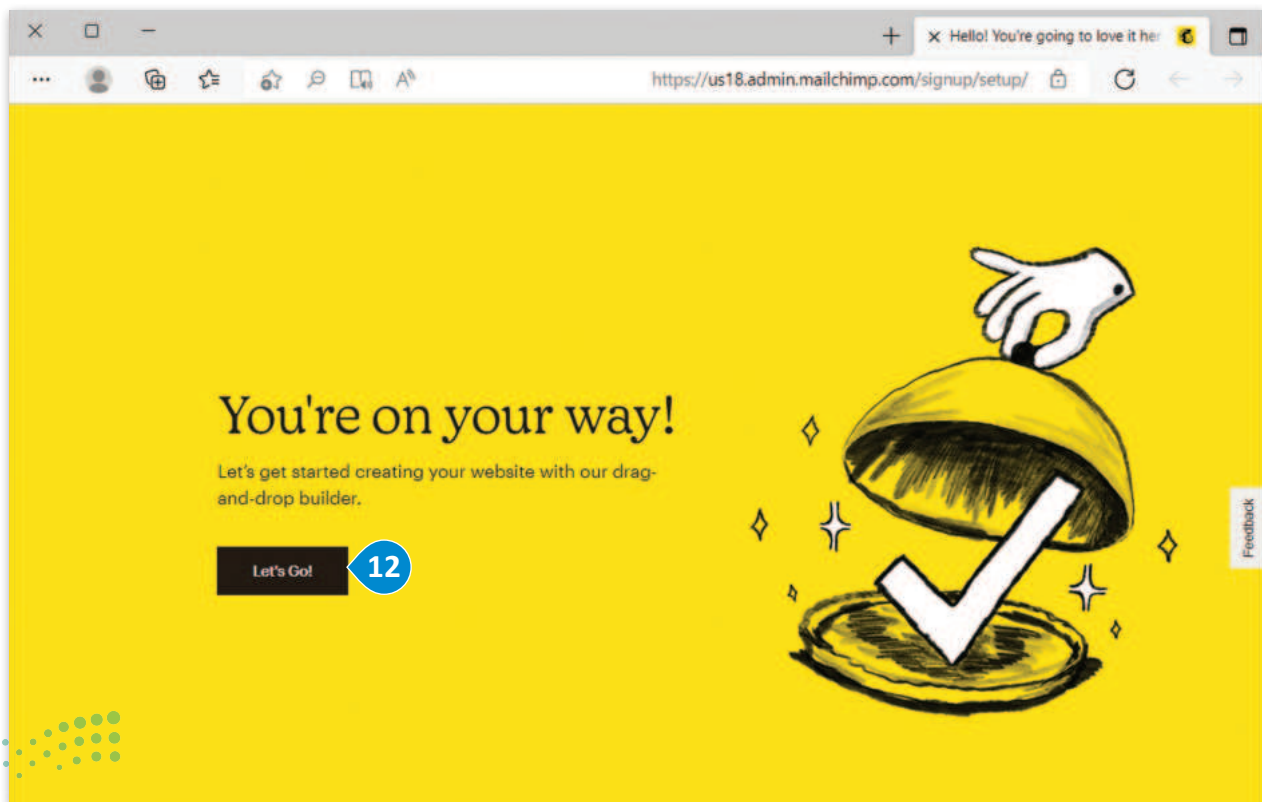 Hello! You're going to love it her
https://us18.admin.mailchimp.com/signup/setup/
You're on your way!
Let's get started creating your website with our drag-
and-drop builder.
Let's Go!
12
Feedback